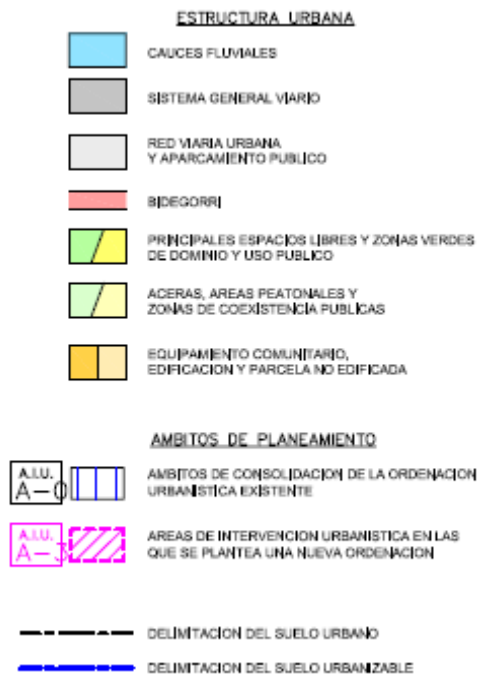 ESTRUCTURA URBANA
CAUCES FLUVIALES
SISTEMA GENERAL VIARIO
RED VIARIA URBANA
Y APARCAMIENTO PUBLICO
BIDEGORRI
PRINCIPALES ESPACIOS LIBRES Y ZONAS VERDES
DE DOMINIO Y USO PUBLICO
ACERAS, AREAS PEATONALES Y
ZONAS DE COEXISTENCIA PUBLICAS
EQUIPAMIENTO COMUNITARIO,
EDIFICACION Y PARCELA NO EDIFICADA
AMBITOS DE PLANEAMIENTO
A.I.U.
A-0
AMBITOS DE CONSOLIDACION DE LA ORDENACION
URBANISTICA EXISTENTE
A.I.U.
A-3
AREAS DE INTERVENCION URBANISTICA EN LAS
QUE SE PLANTEA UNA NUEVA ORDENACION
DELIMITACION DEL SUELO URBANO
DELIMITACION DEL SUELO URBANIZABLE